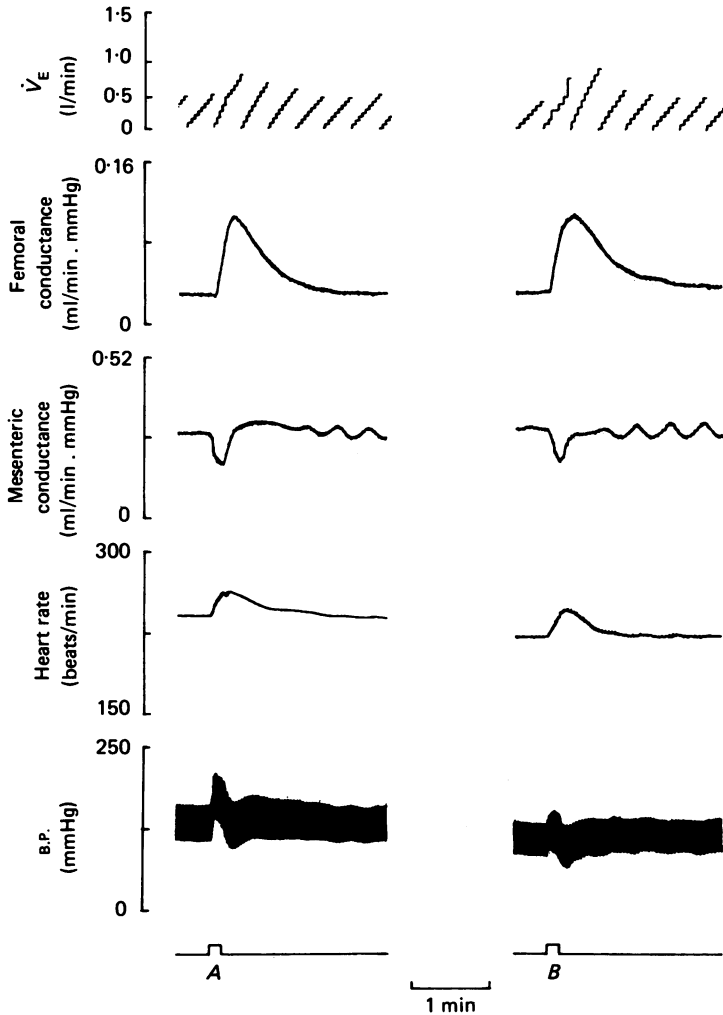 1·5
1·0
0·5
0
V̇E
(l/min)
0·16
0
Femoral
conductance
(ml/min . mmHg)
0·52
0
Mesenteric
conductance
(ml/min . mmHg)
300
150
Heart rate
(beats/min)
250
0
B.P.
(mmHg)
A
B
1 min